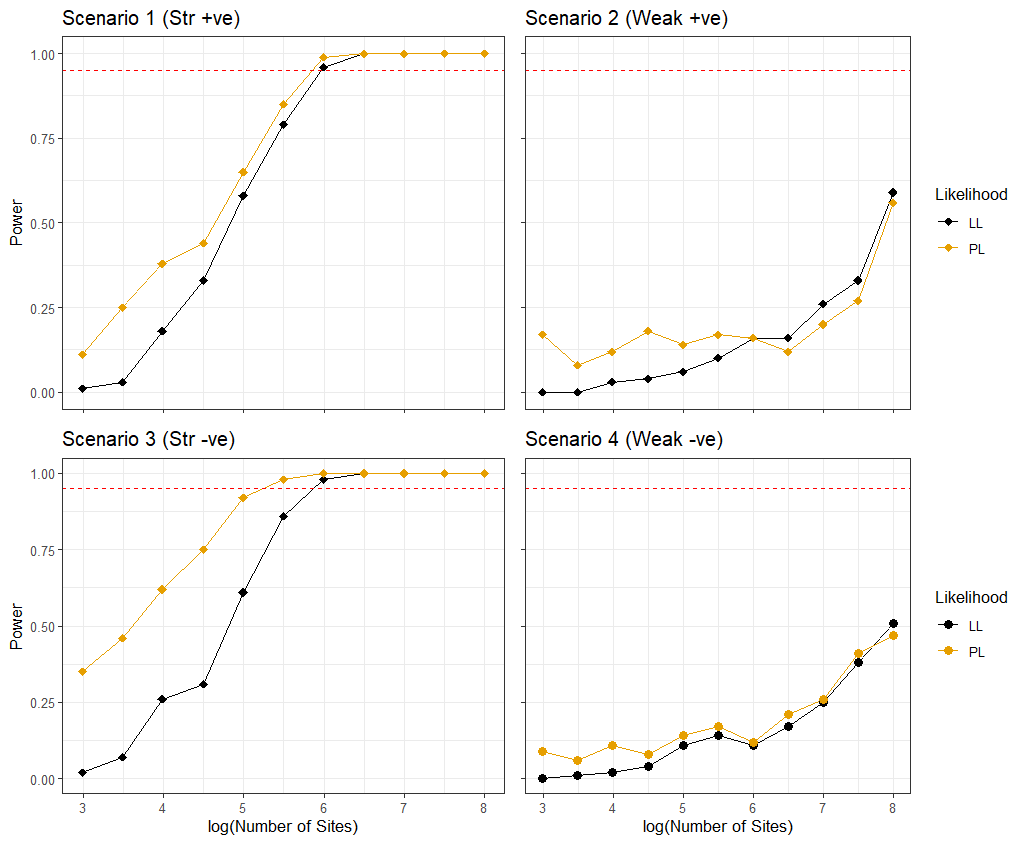 Scenario 1 (Str +ve)
Scenario 2 (Weak +ve)
1.00
0.75
0.50
0.25
0.00
Power
Likelihood
LL
PL
Scenario 3 (Str -ve)
Scenario 4 (Weak -ve)
1.00
0.75
0.50
0.25
0.00
Power
3 4 5 6 7 8
log(Number of Sites)
3 4 5 6 7 8
log(Number of Sites)
Likelihood
LL
PL